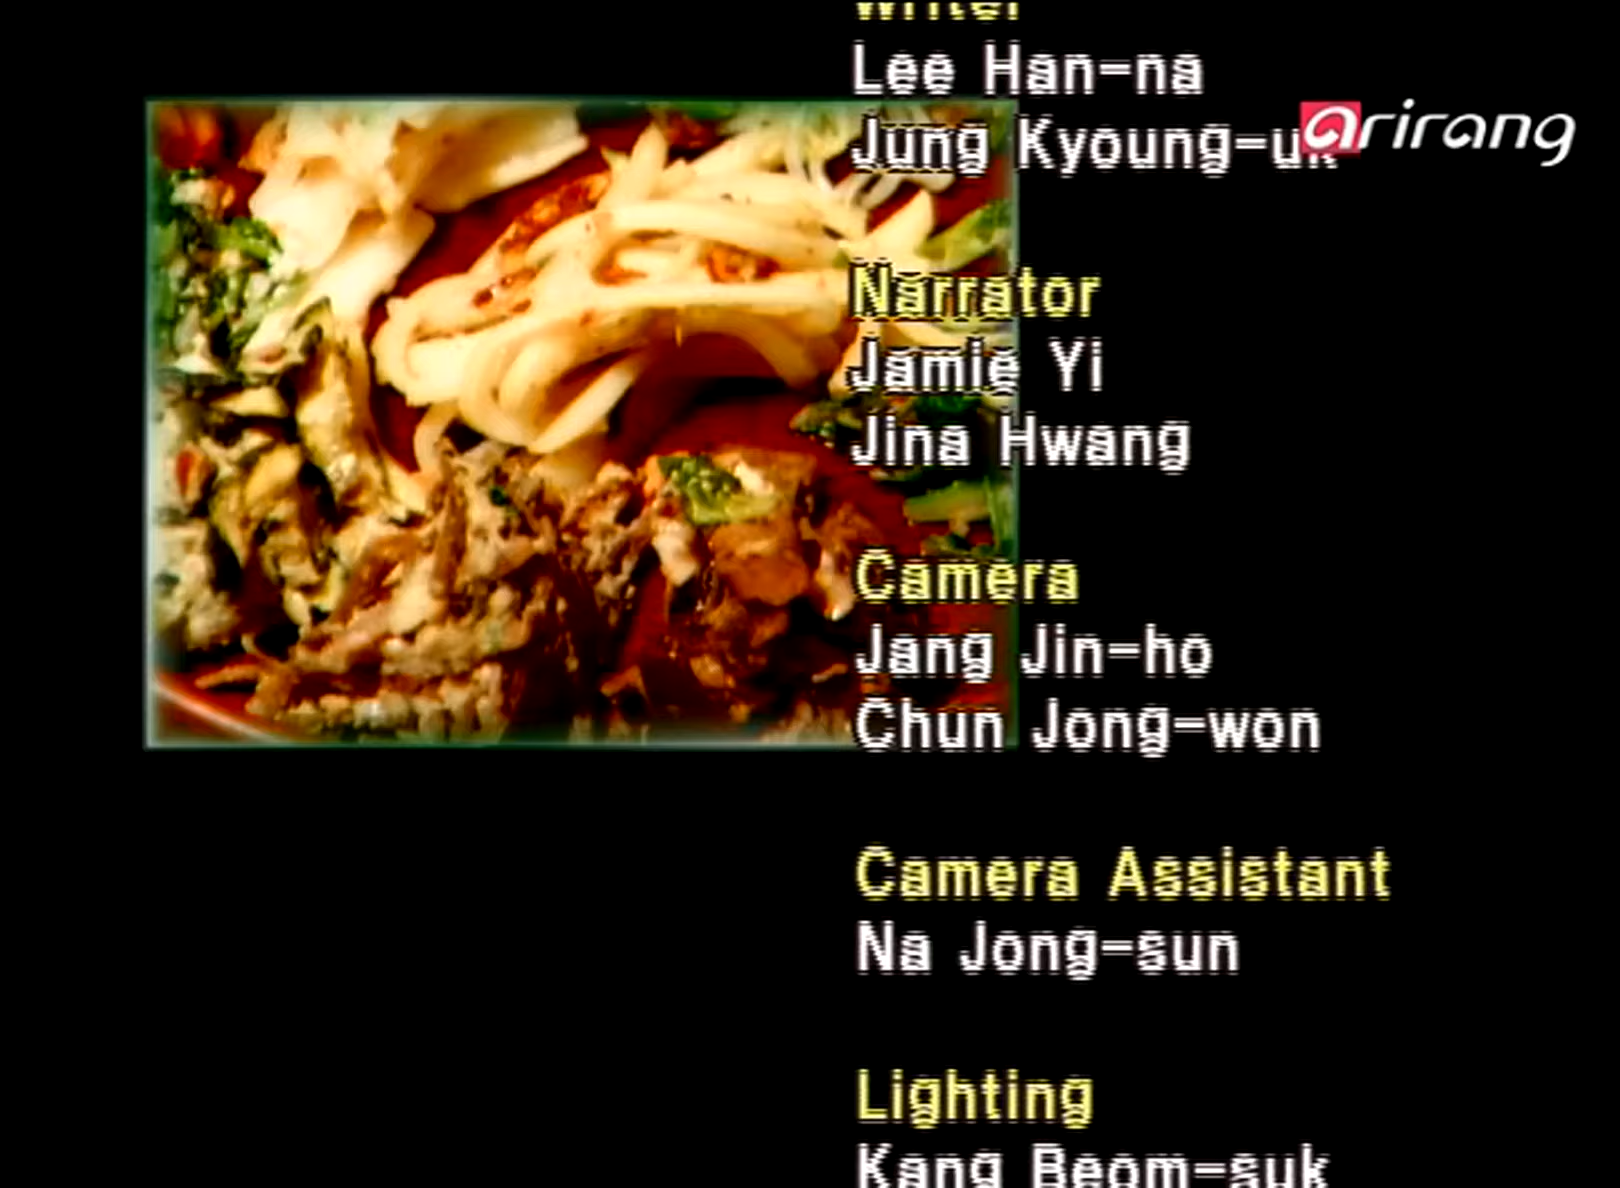 Writer
Lee Han-na
Jung Kyoung-uk
arirang
Narrator
Jamie Yi
Jina Hwang
Camera
Jang Jin-ho
Chun Jong-won
Camera Assistant
Na Jong-sun
Lighting
Kang Beom-suk